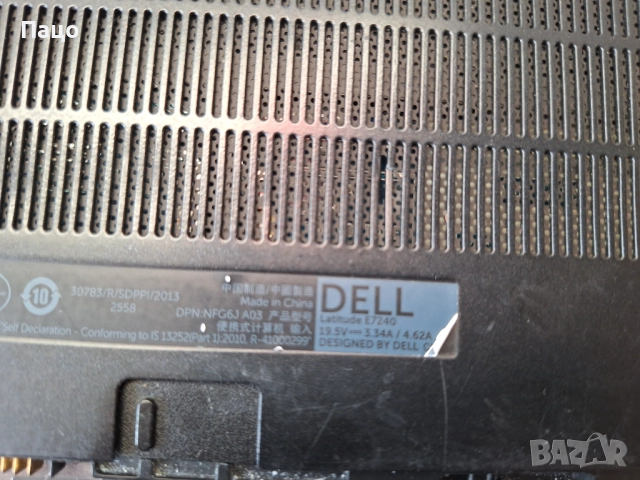 Пацо
30783/R/SDPPI/2013
2558
10
中国制造/中國製造
Made in China
DPN:NFG6J A03 产品型号
便携式计算机 输入
Self Declaration - Conforming to IS 13252(Part 1):2010, R-41000299
DELL
Latitude E7240
19.5V 3.34A / 4.62A
DESIGNED BY DELL
BAZAR